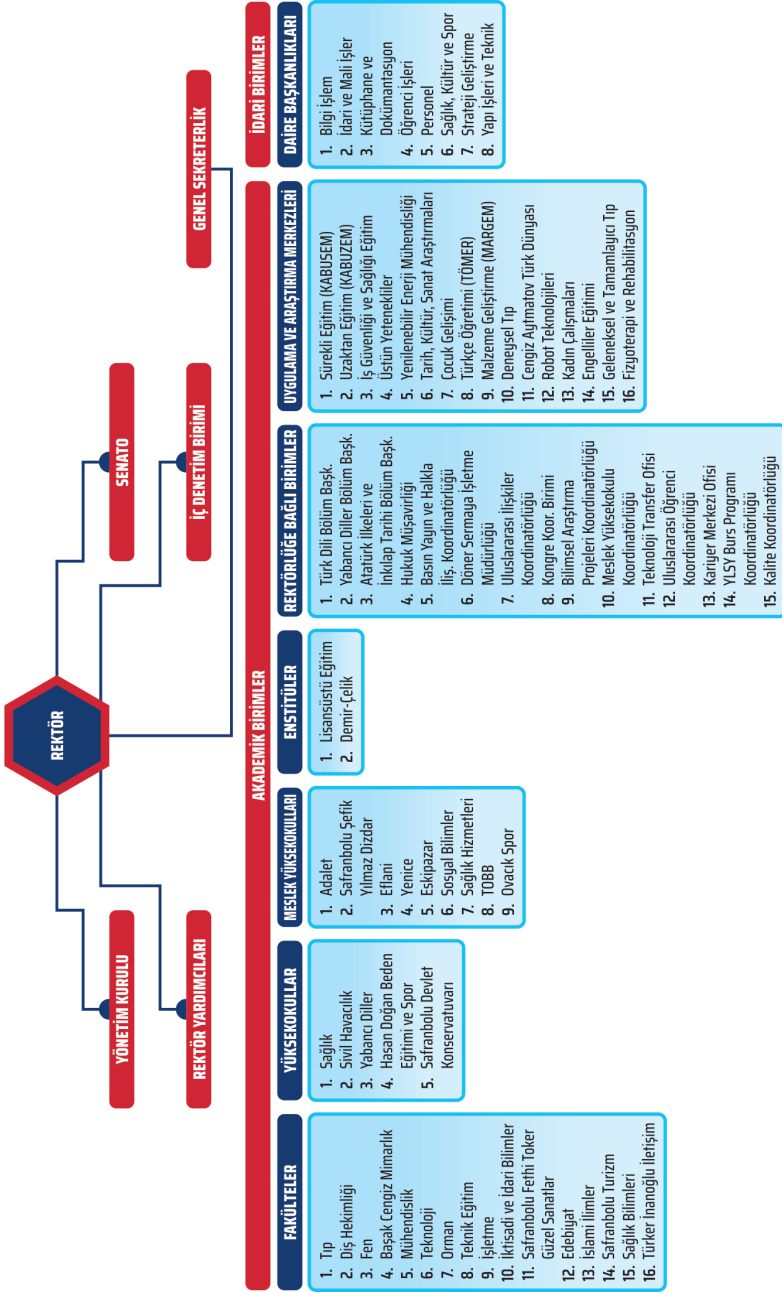 REKTÖR
YÖNETİM KURULU
SENATO
REKTÖR YARDIMCILARI
İÇ DENETİM BİRİMİ
GENEL SEKRETERLİK
AKADEMİK BİRİMLER
İDARİ BİRİMLER
FAKÜLTELER
1. Tıp
2. Diş Hekimliği
3. Fen
4. Başak Cengiz Mimarlık
5. Mühendislik
6. Teknoloji
7. Orman
8. Teknik Eğitim
9. İşletme
10. İktisadi ve İdari Bilimler
11. Safranbolu Fethi Toker
Güzel Sanatlar
12. Edebiyat
13. İslami İlimler
14. Safranbolu Turizm
15. Sağlık Bilimleri
16. Türker İnanoğlu İletişim
YÜKSEKOKULLAR
1. Sağlık
2. Sivil Havacılık
3. Yabancı Diller
4. Hasan Doğan Beden
Eğitimi ve Spor
5. Safranbolu Devlet
Konservatuvarı
MESLEK YÜKSEKOKULLARI
1. Adalet
2. Safranbolu Şefik
Yılmaz Dizdar
3. Eflani
4. Yenice
5. Eskipazar
6. Sosyal Bilimler
7. Sağlık Hizmetleri
8. TOBB
9. Ovacık Spor
ENSTİTÜLER
1. Lisansüstü Eğitim
2. Demir-Çelik
REKTÖRLÜĞE BAĞLI BİRİMLER
1. Türk Dili Bölüm Başk.
2. Yabancı Diller Bölüm Başk.
3. Atatürk İlkeleri ve
İnkılap Tarihi Bölüm Başk.
4. Hukuk Müşavirliği
5. Basın Yayın ve Halkla
İliş. Koordinatörlüğü
6. Döner Sermaya İşletme
Müdürlüğü
7. Uluslararası İlişkiler
Koordinatörlüğü
8. Kongre Koor. Birimi
9. Bilimsel Araştırma
Projeleri Koordinatörlüğü
10. Meslek Yüksekokulu
Koordinatörlüğü
11. Teknoloji Transfer Ofisi
12. Uluslararası Öğrenci
Koordinatörlüğü
13. Kariyer Merkezi Ofisi
14. YLSY Burs Programı
Koordinatörlüğü
15. Kalite Koordinatörlüğü
UYGULAMA VE ARAŞTIRMA MERKEZLERİ
1. Sürekli Eğitim (KABUSEM)
2. Uzaktan Eğitim (KABUZEM)
3. İş Güvenliği ve Sağlığı Eğitim
4. Üstün Yetenekliler
5. Yenilenebilir Enerji Mühendisliği
6. Tarih, Kültür, Sanat Araştırmaları
7. Çocuk Gelişimi
8. Türkçe Öğretimi (TÖMER)
9. Malzeme Geliştirme (MARGEM)
10. Deneysel Tıp
11. Cengiz Aytmatov Türk Dünyası
12. Robot Teknolojileri
13. Kadın Çalışmaları
14. Engelliler Eğitimi
15. Geleneksel ve Tamamlayıcı Tıp
16. Fizyoterapi ve Rehabilitasyon
DAİRE BAŞKANLIKLARI
1. Bilgi İşlem
2. İdari ve Mali İşler
3. Kütüphane ve
Dokümantasyon
4. Öğrenci İşleri
5. Personel
6. Sağlık, Kültür ve Spor
7. Strateji Geliştirme
8. Yapı İşleri ve Teknik